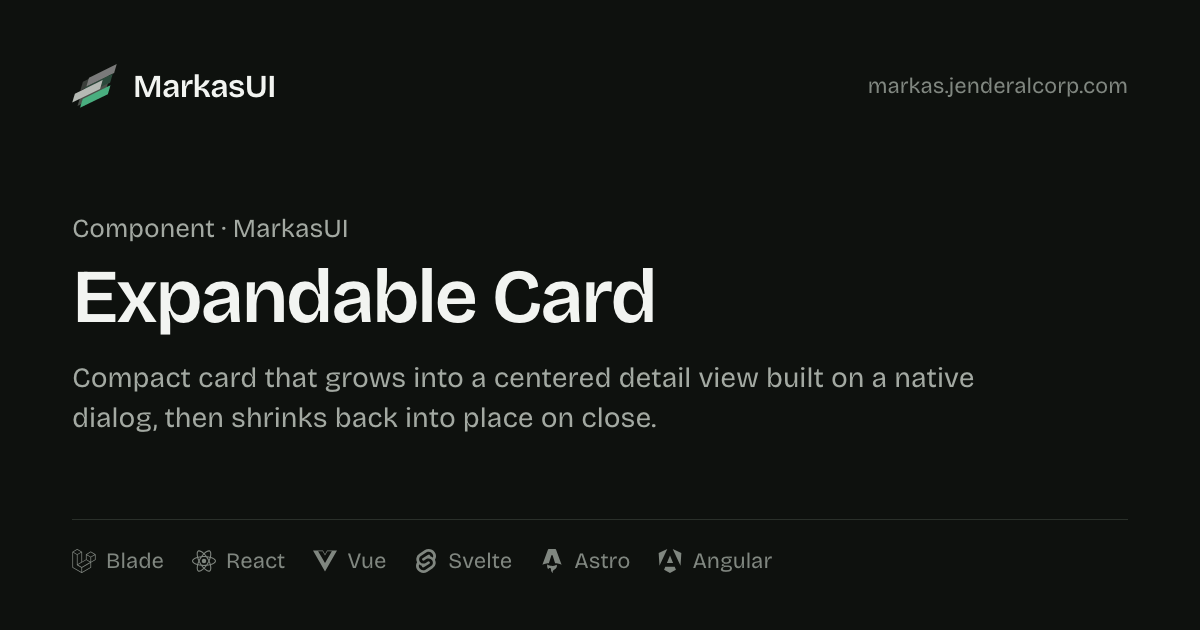 MarkasUI
markas.jenderalcorp.com
Component · MarkasUI
Expandable Card
Compact card that grows into a centered detail view built on a native
dialog, then shrinks back into place on close.
Blade React Vue Svelte Astro Angular